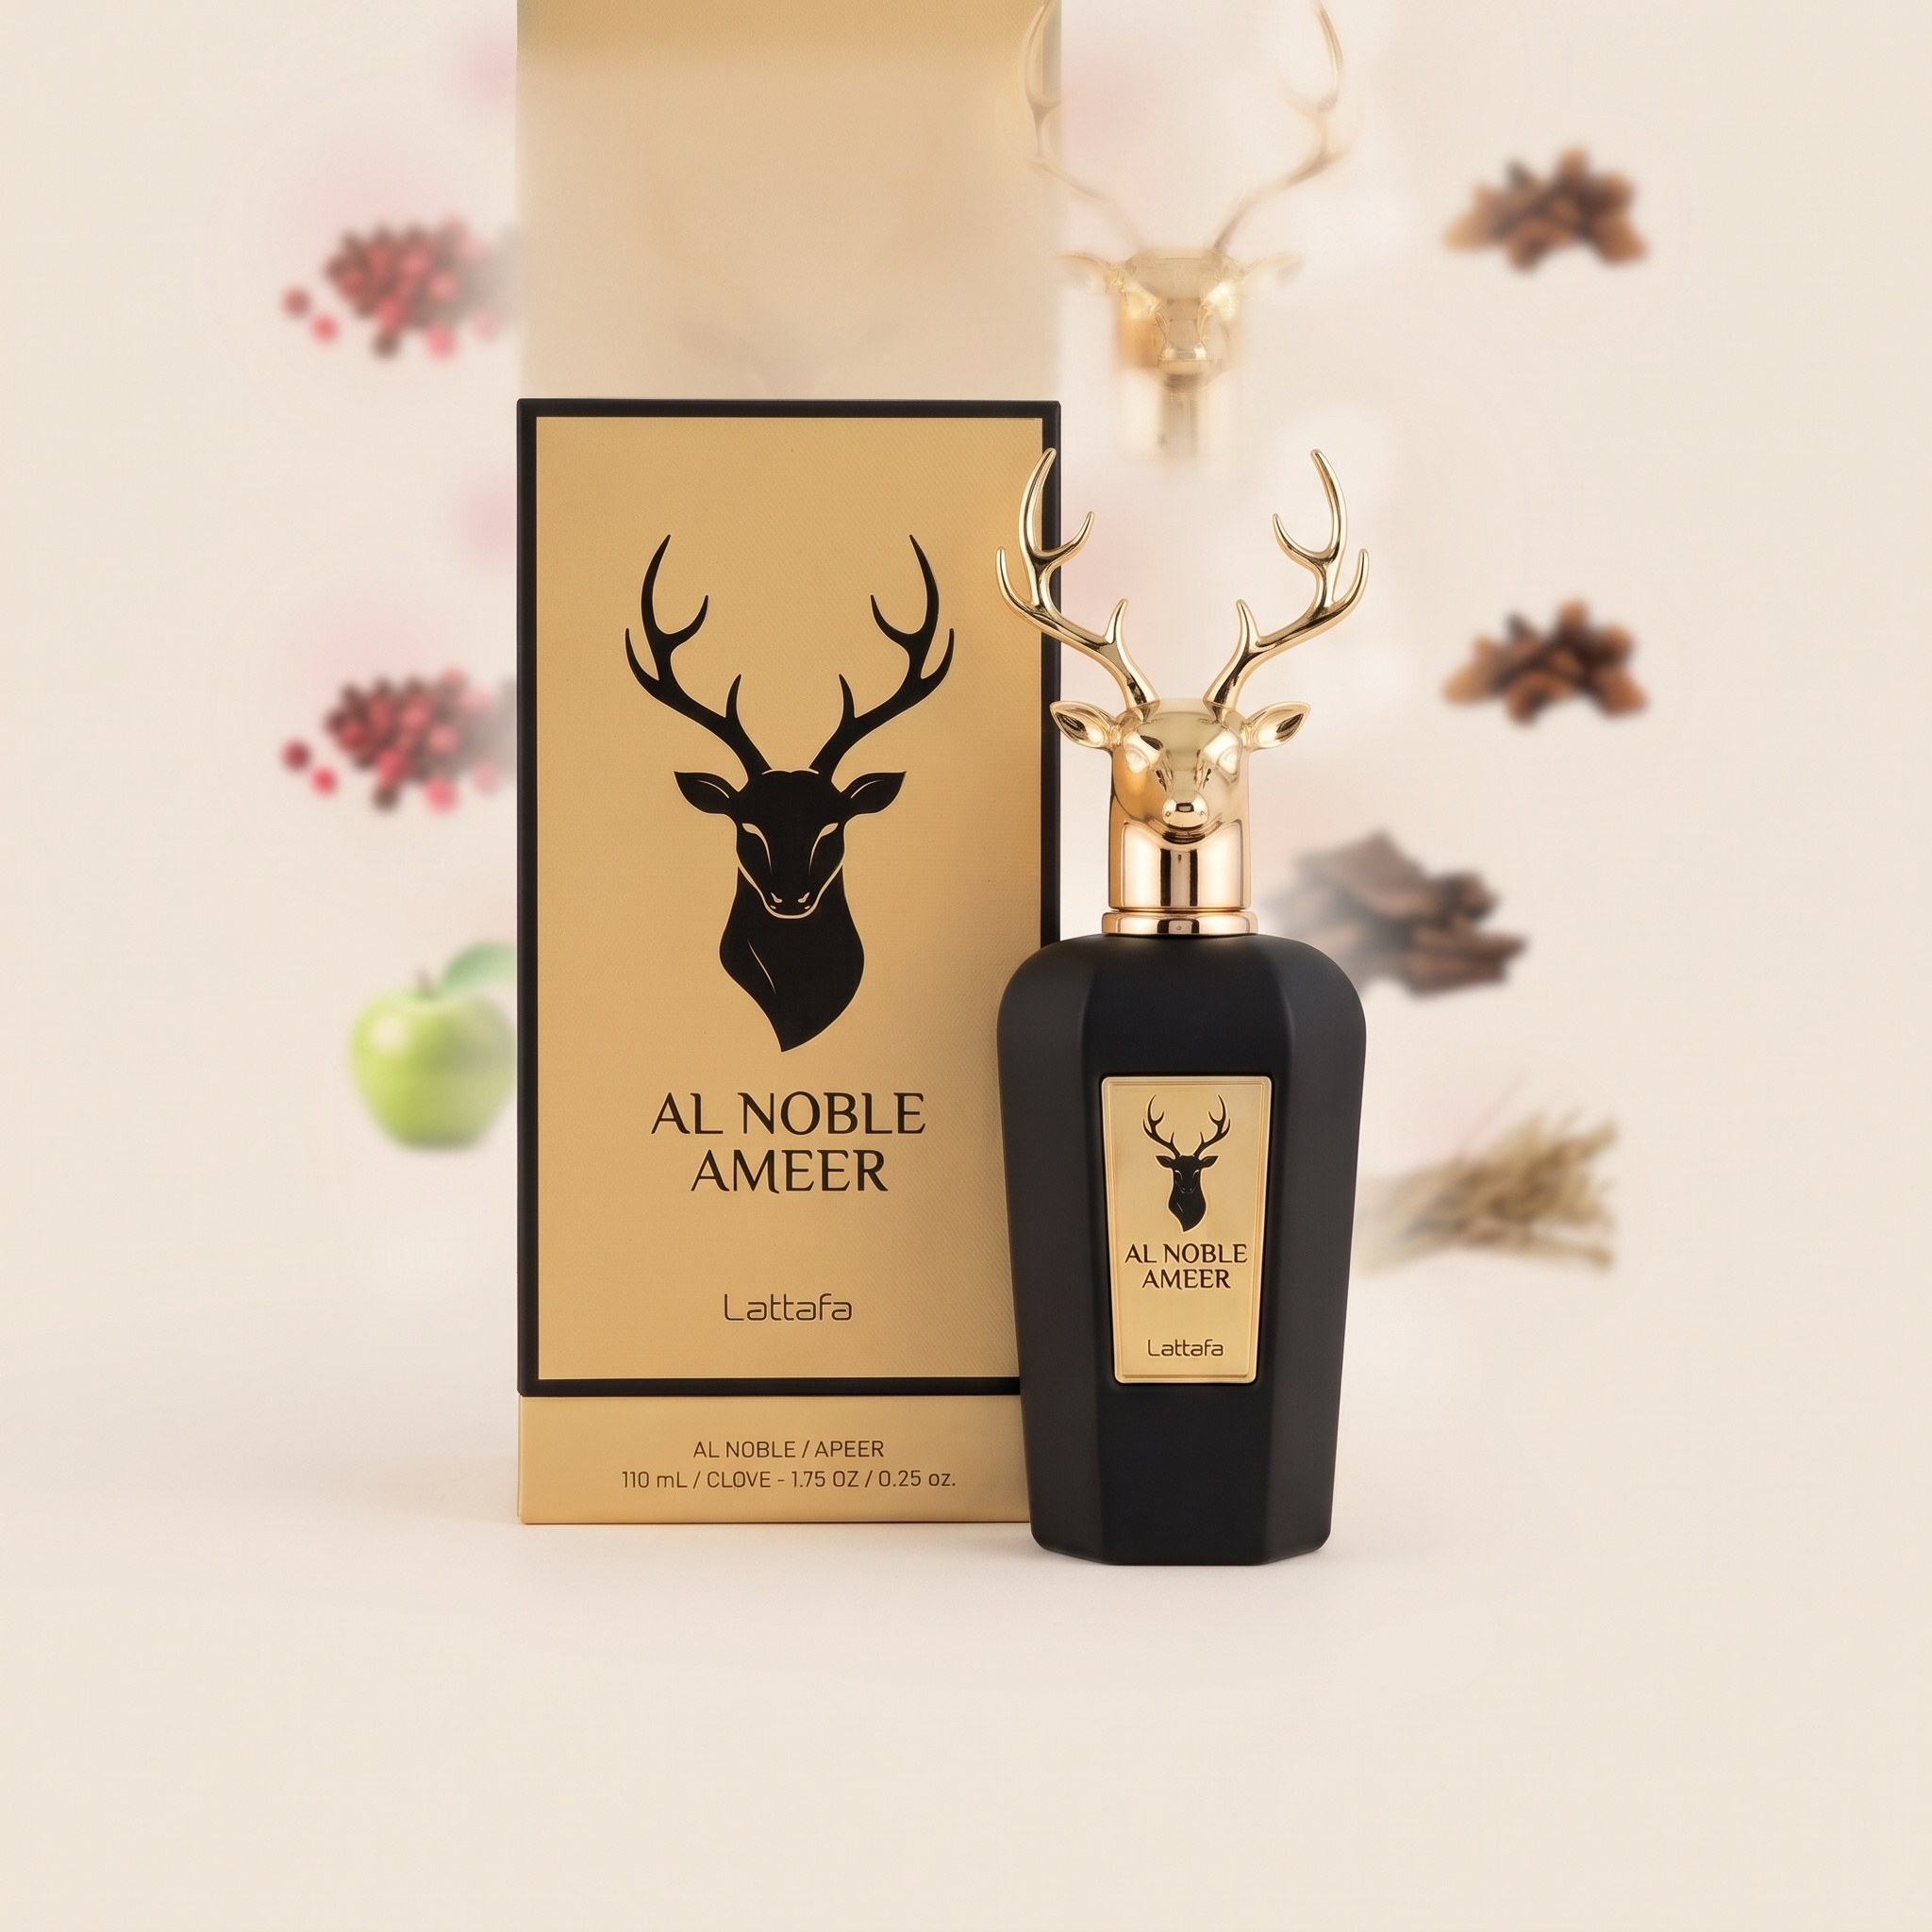 AL NOBLE
AMEER
Lattafa
AL NOBLE / APEER
110 mL / CLOVE - 1.75 OZ / 0.25 oz.
AL NOBLE
AMEER
Lattafa